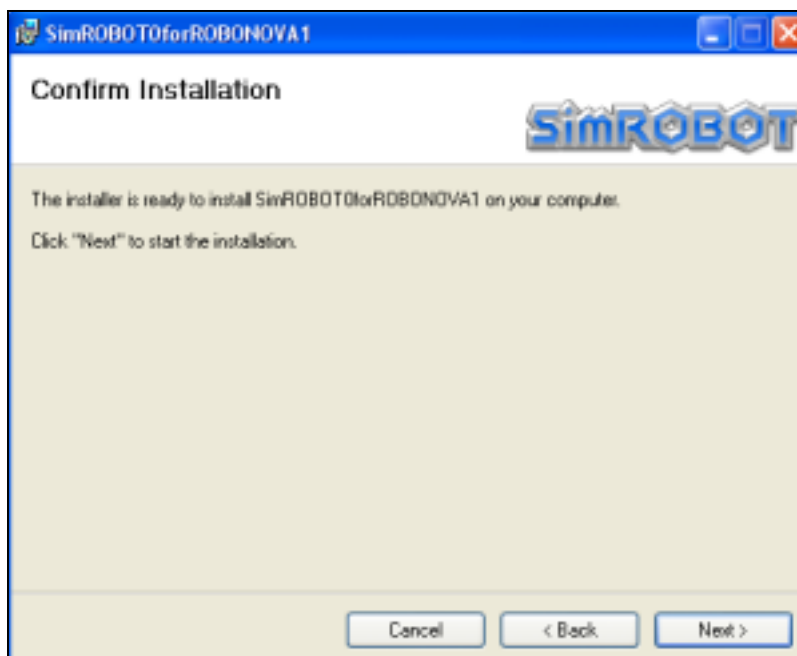 SimROBOT0forROBONOVA1
Confirm Installation
SimROBOT
The installer is ready to install SimROBOT0forROBONOVA1 on your computer.
Click "Next" to start the installation.
Cancel
< Back
Next >